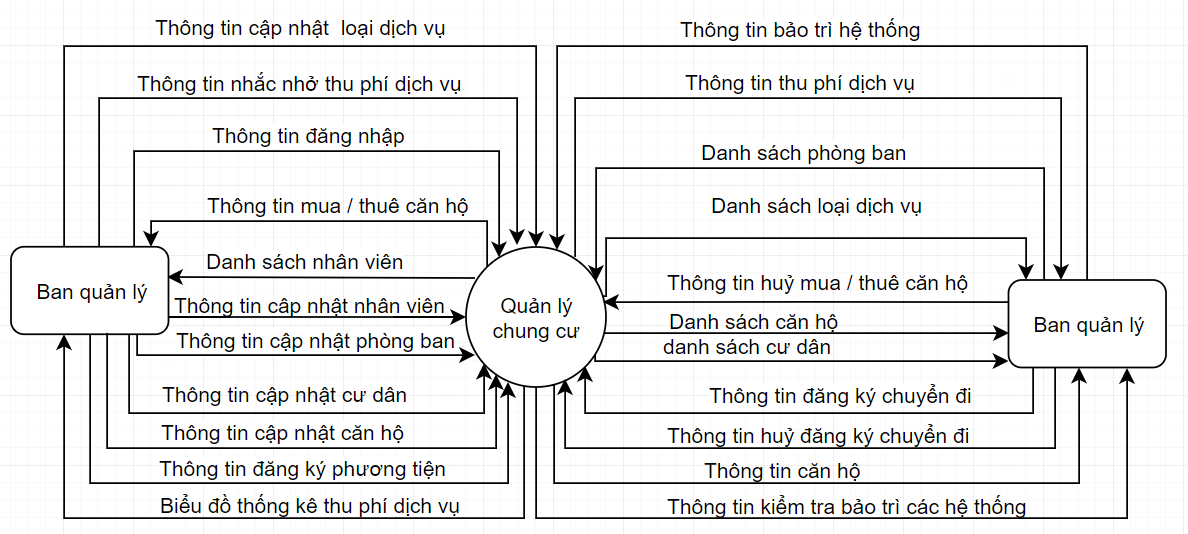 Thông tin cập nhật loại dịch vụ
Thông tin nhắc nhở thu phí dịch vụ
Thông tin đăng nhập
Thông tin mua / thuê căn hộ
Danh sách nhân viên
Ban quản lý
Thông tin cập nhật nhân viên
Thông tin cập nhật phòng ban
Thông tin cập nhật cư dân
Thông tin cập nhật căn hộ
Thông tin đăng ký phương tiện
Biểu đồ thống kê thu phí dịch vụ
Quản lý
chung cư
Thông tin bảo trì hệ thống
Thông tin thu phí dịch vụ
Danh sách phòng ban
Danh sách loại dịch vụ
Thông tin huỷ mua / thuê căn hộ
Danh sách căn hộ
danh sách cư dân
Ban quản lý
Thông tin đăng ký chuyển đi
Thông tin huỷ đăng ký chuyển đi
Thông tin căn hộ
Thông tin kiểm tra bảo trì các hệ thống